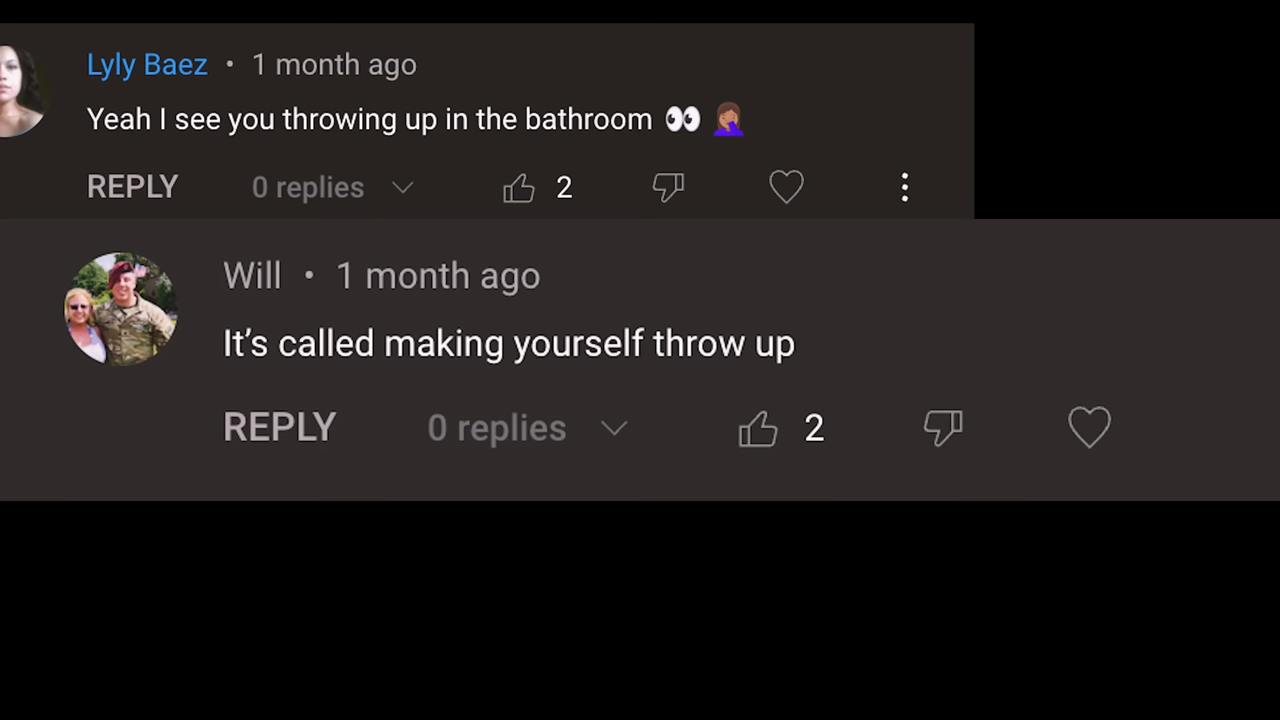 Lyly Baez • 1 month ago
Yeah I see you throwing up in the bathroom 👀 🤦🏽‍♀️
REPLY 0 replies 2
Will • 1 month ago
It’s called making yourself throw up
REPLY 0 replies 2